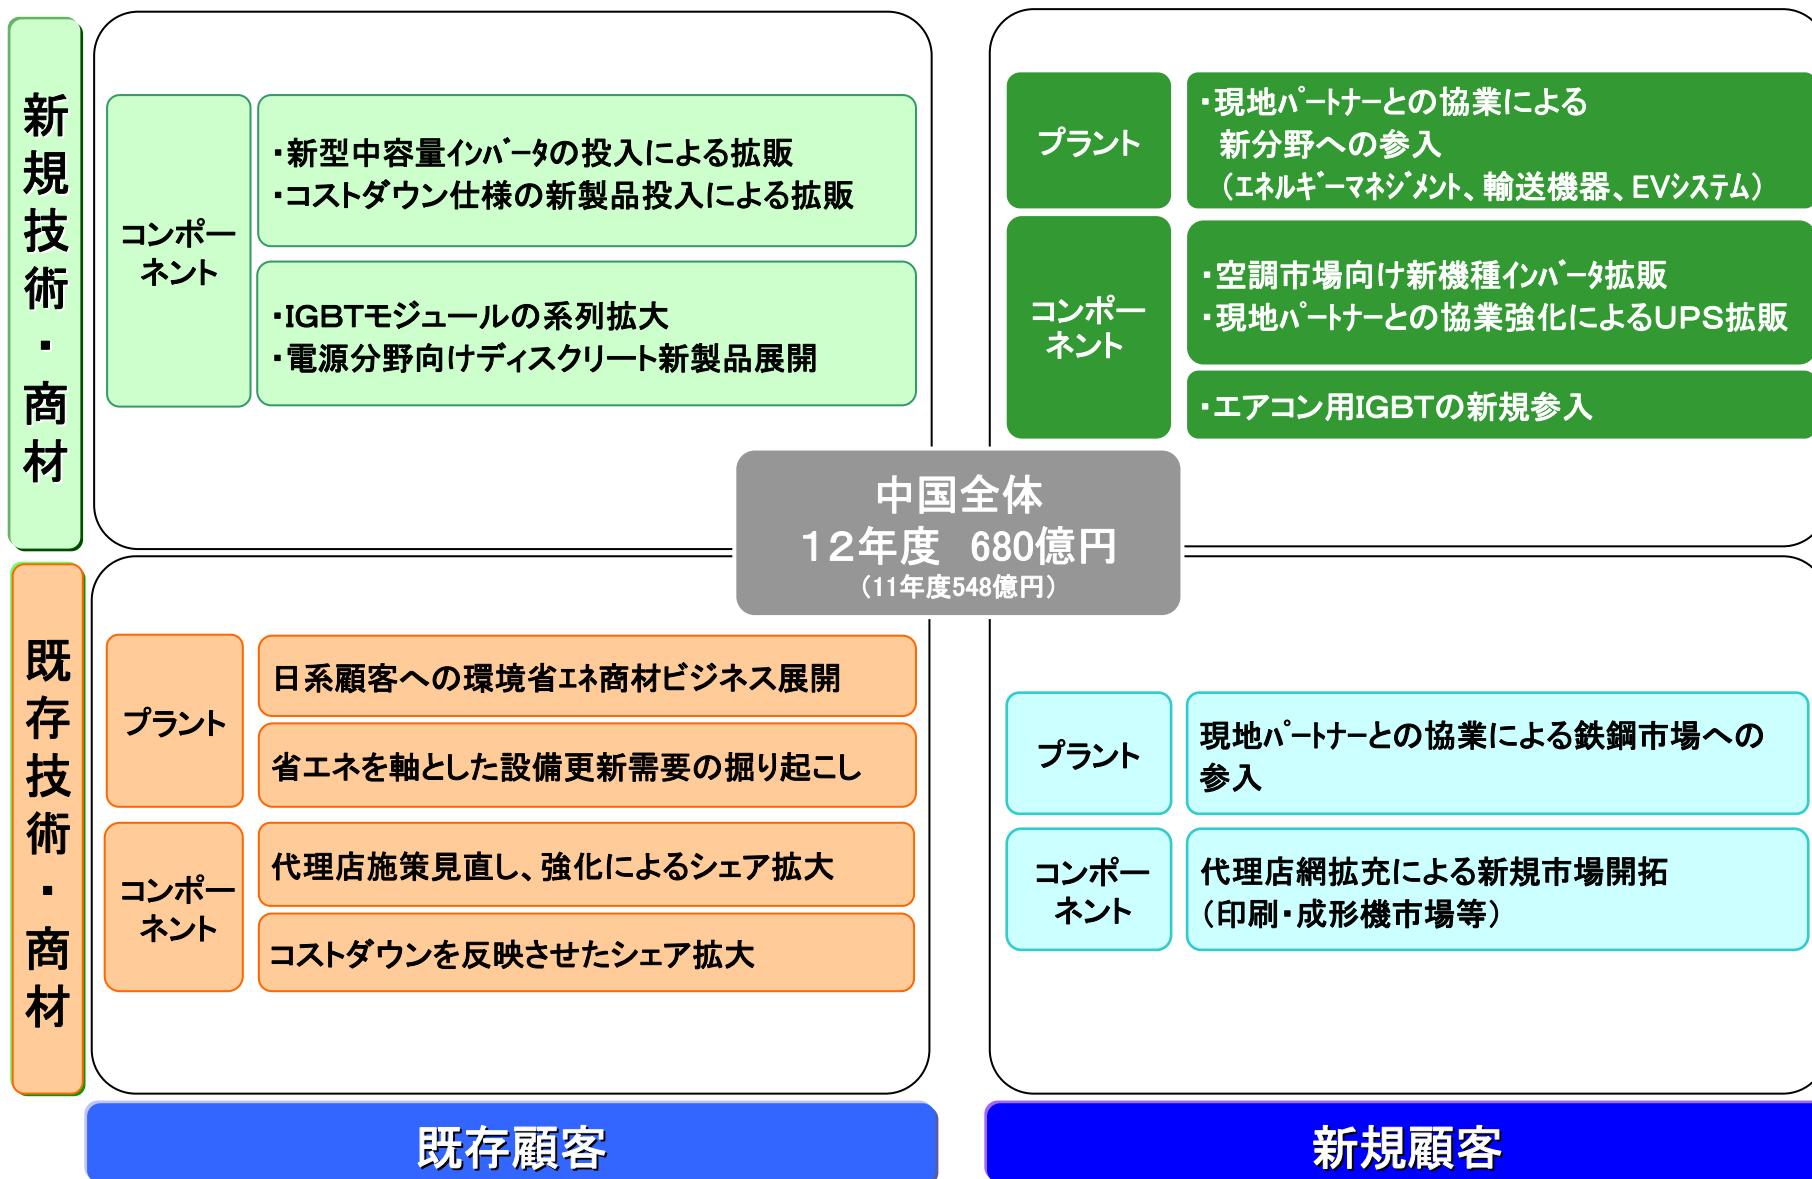 新規技術・商材
コンポー
ネント
・新型中容量ｲﾝﾊﾞｰﾀの投入による拡販
・コストダウン仕様の新製品投入による拡販
・IGBTモジュールの系列拡大
・電源分野向けディスクリート新製品展開
プラント
・現地ﾊﾟｰﾄﾅｰとの協業による
新分野への参入
（ｴﾈﾙｷﾞｰﾏﾈｼﾞﾒﾝﾄ、輸送機器、EVｼｽﾃﾑ）
コンポー
ネント
・空調市場向け新機種ｲﾝﾊﾞｰﾀ拡販
・現地ﾊﾟｰﾄﾅｰとの協業強化によるＵＰＳ拡販
・エアコン用IGBTの新規参入
中国全体
１２年度　680億円
（11年度548億円）
既存技術・商材
プラント
日系顧客への環境省ｴﾈ商材ビジネス展開
省エネを軸とした設備更新需要の掘り起こし
コンポー
ネント
代理店施策見直し、強化によるシェア拡大
コストダウンを反映させたシェア拡大
プラント
現地ﾊﾟｰﾄﾅｰとの協業による鉄鋼市場への
参入
コンポー
ネント
代理店網拡充による新規市場開拓
（印刷・成形機市場等）
既存顧客
新規顧客